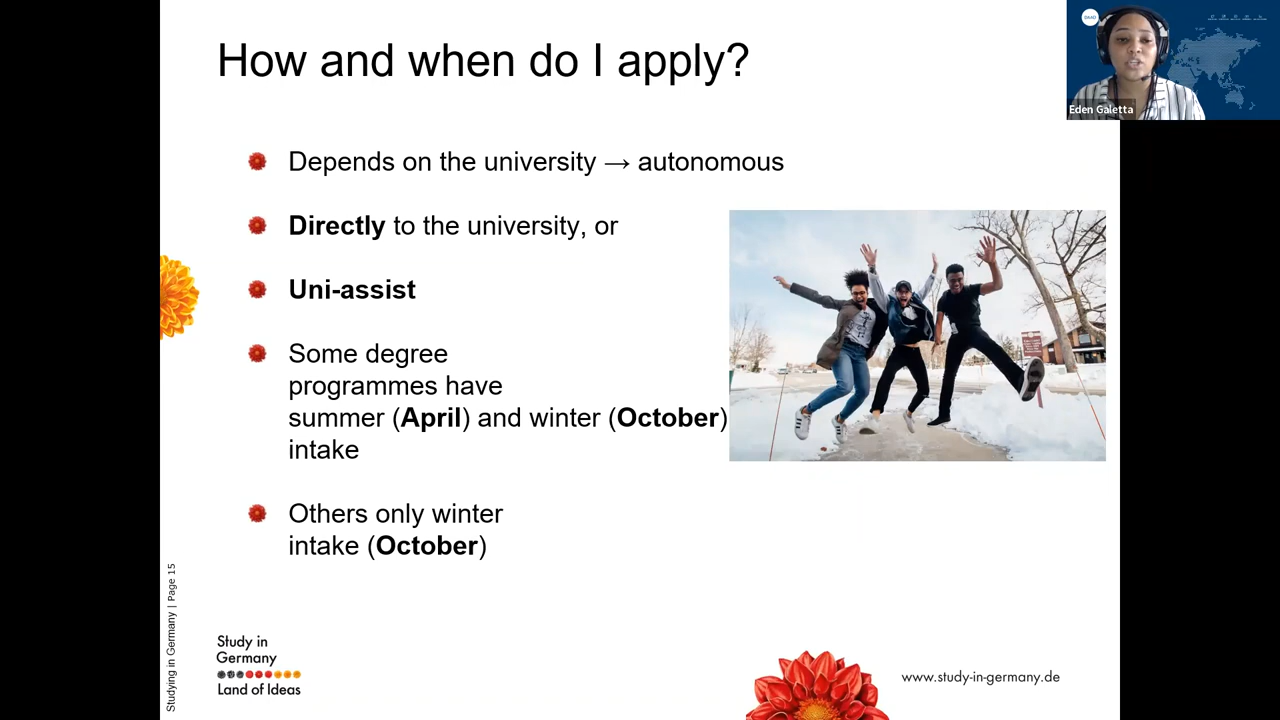 How and when do I apply?
Eden Galetta
Depends on the university → autonomous
Directly to the university, or
Uni-assist
Some degree
programmes have
summer (April) and winter (October)
intake
Others only winter
intake (October)
Studying in Germany | Page 15
Study in
Germany
Land of Ideas
www.study-in-germany.de